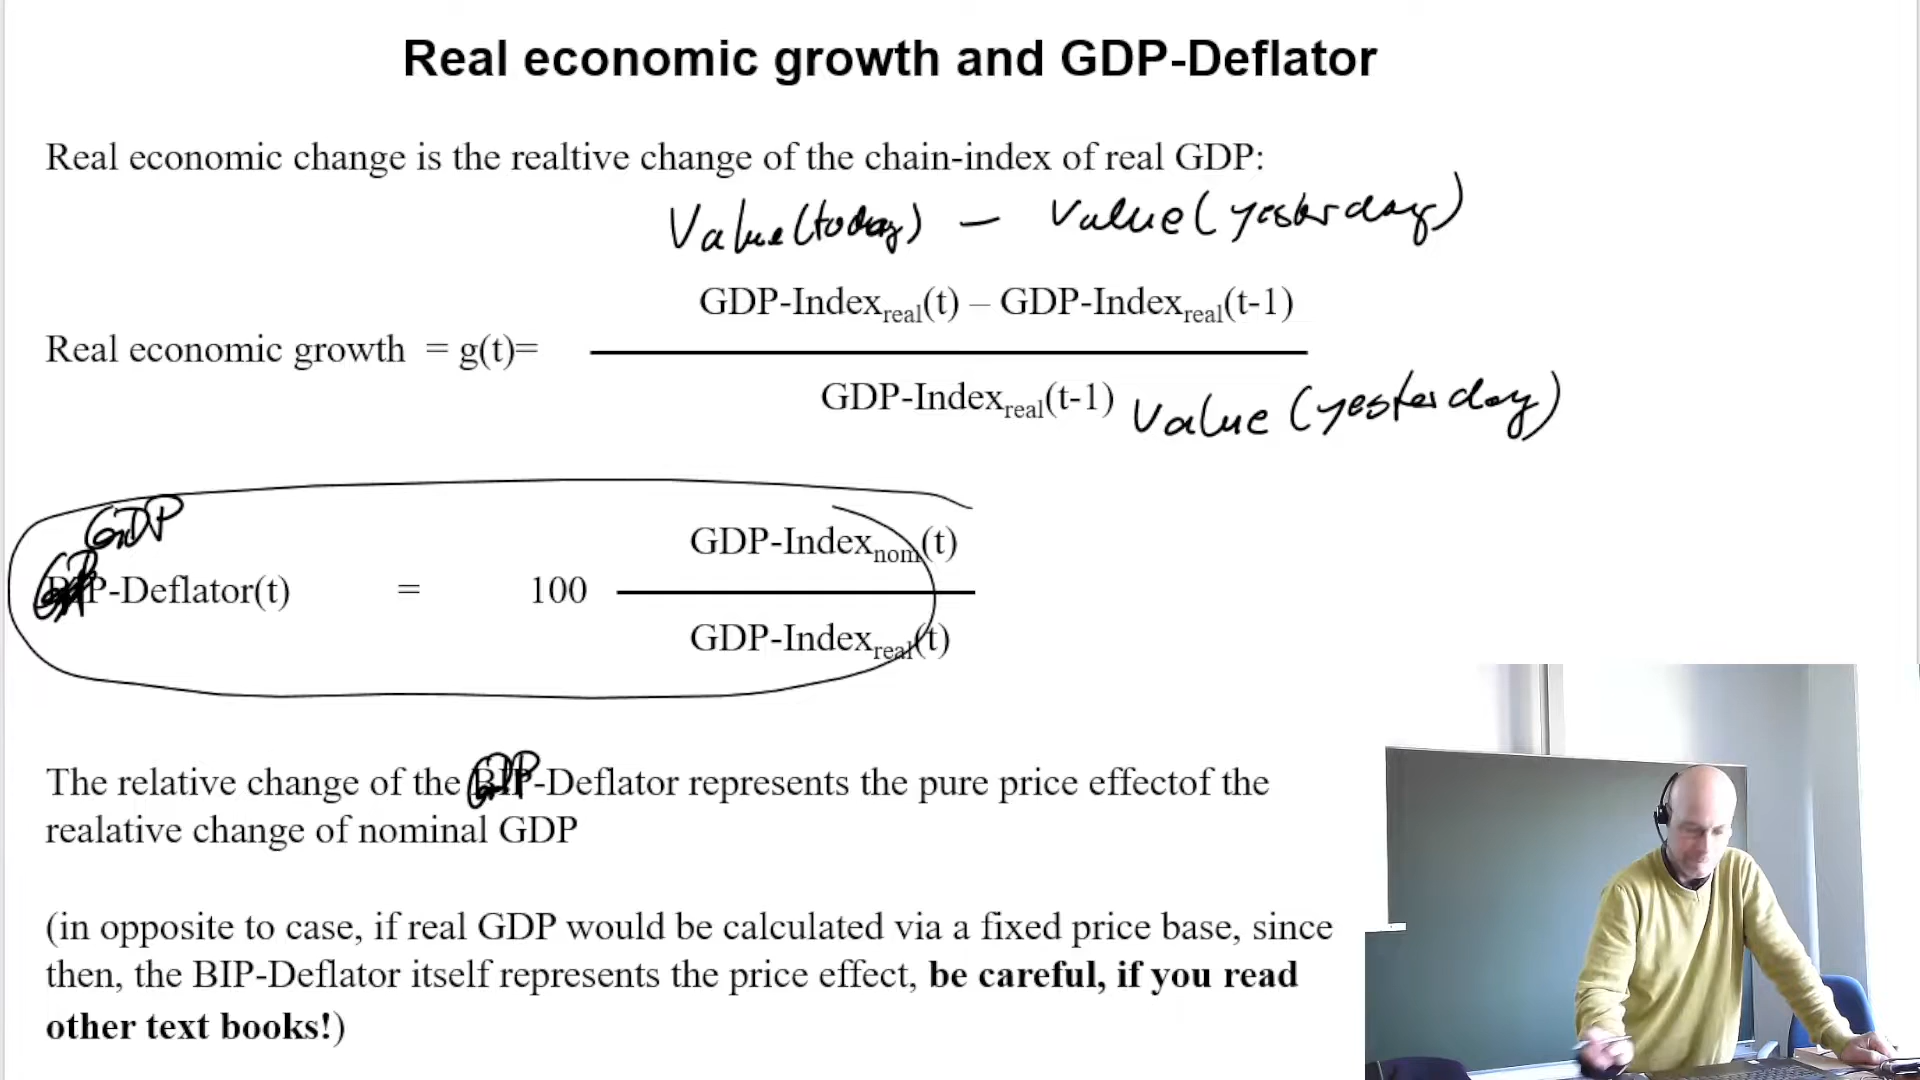 Real economic growth and GDP-Deflator
Real economic change is the realtive change of the chain-index of real GDP:
Value (today) – Value (yesterday)
GDP-Indexreal(t) – GDP-Indexreal(t-1)
Real economic growth = g(t)=
GDP-Indexreal(t-1) Value (yesterday)
GDP
GDP-Indexnom(t)
P-Deflator(t) = 100
GDP-Indexreal(t)
The relative change of the GDP-Deflator represents the pure price effectof the
realative change of nominal GDP
(in opposite to case, if real GDP would be calculated via a fixed price base, since
then, the BIP-Deflator itself represents the price effect, be careful, if you read
other text books!)